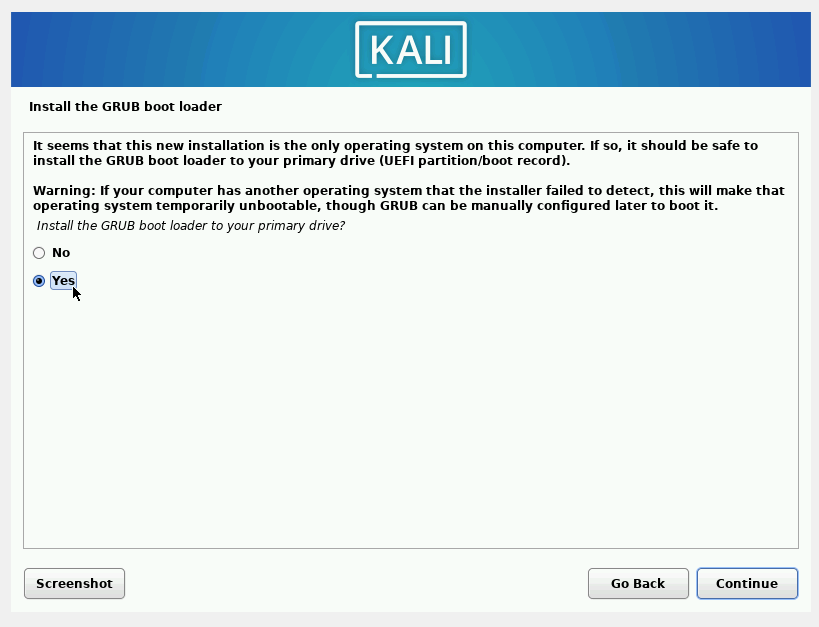 KALI
Install the GRUB boot loader
It seems that this new installation is the only operating system on this computer. If so, it should be safe to
install the GRUB boot loader to your primary drive (UEFI partition/boot record).
Warning: If your computer has another operating system that the installer failed to detect, this will make that
operating system temporarily unbootable, though GRUB can be manually configured later to boot it.
Install the GRUB boot loader to your primary drive?
No
Yes
Screenshot
Go Back
Continue